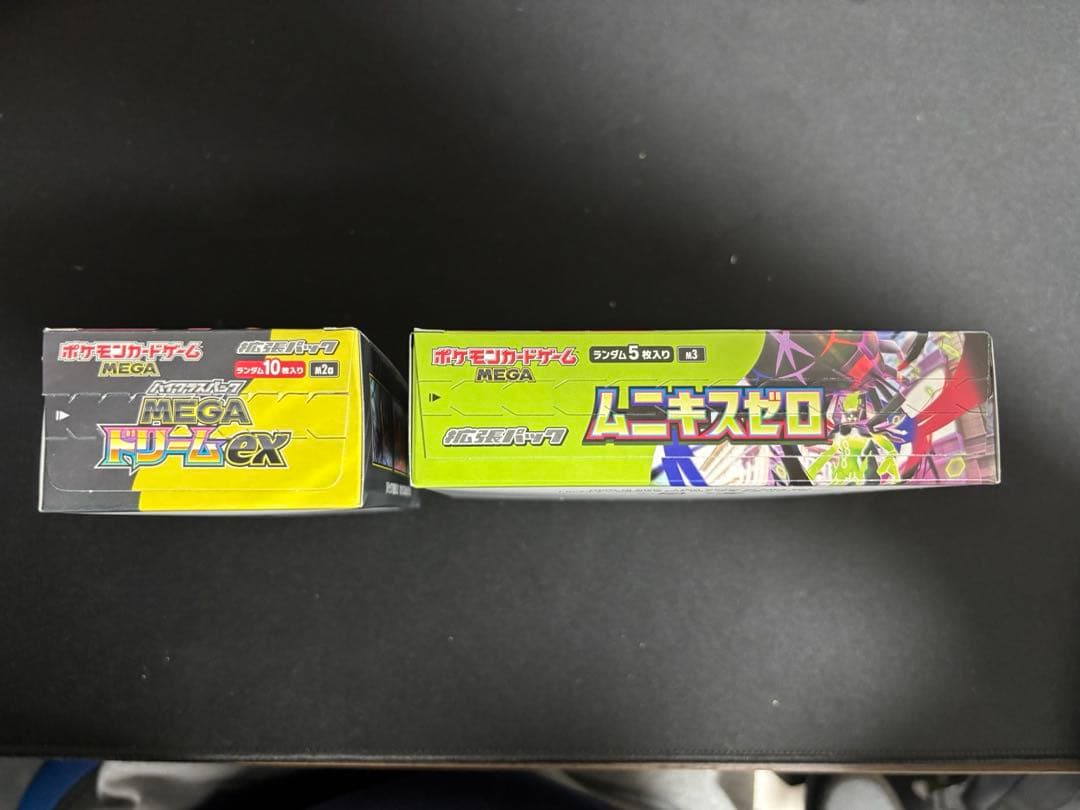 ポケモンカードゲーム
MEGA
拡張パック
ランダム10枚入り
M2a
ハイクラスパック
MEGA
ドリームex
ポケモンカードゲーム
MEGA
ランダム5枚入り
M3
拡張パック
ムニキスゼロ